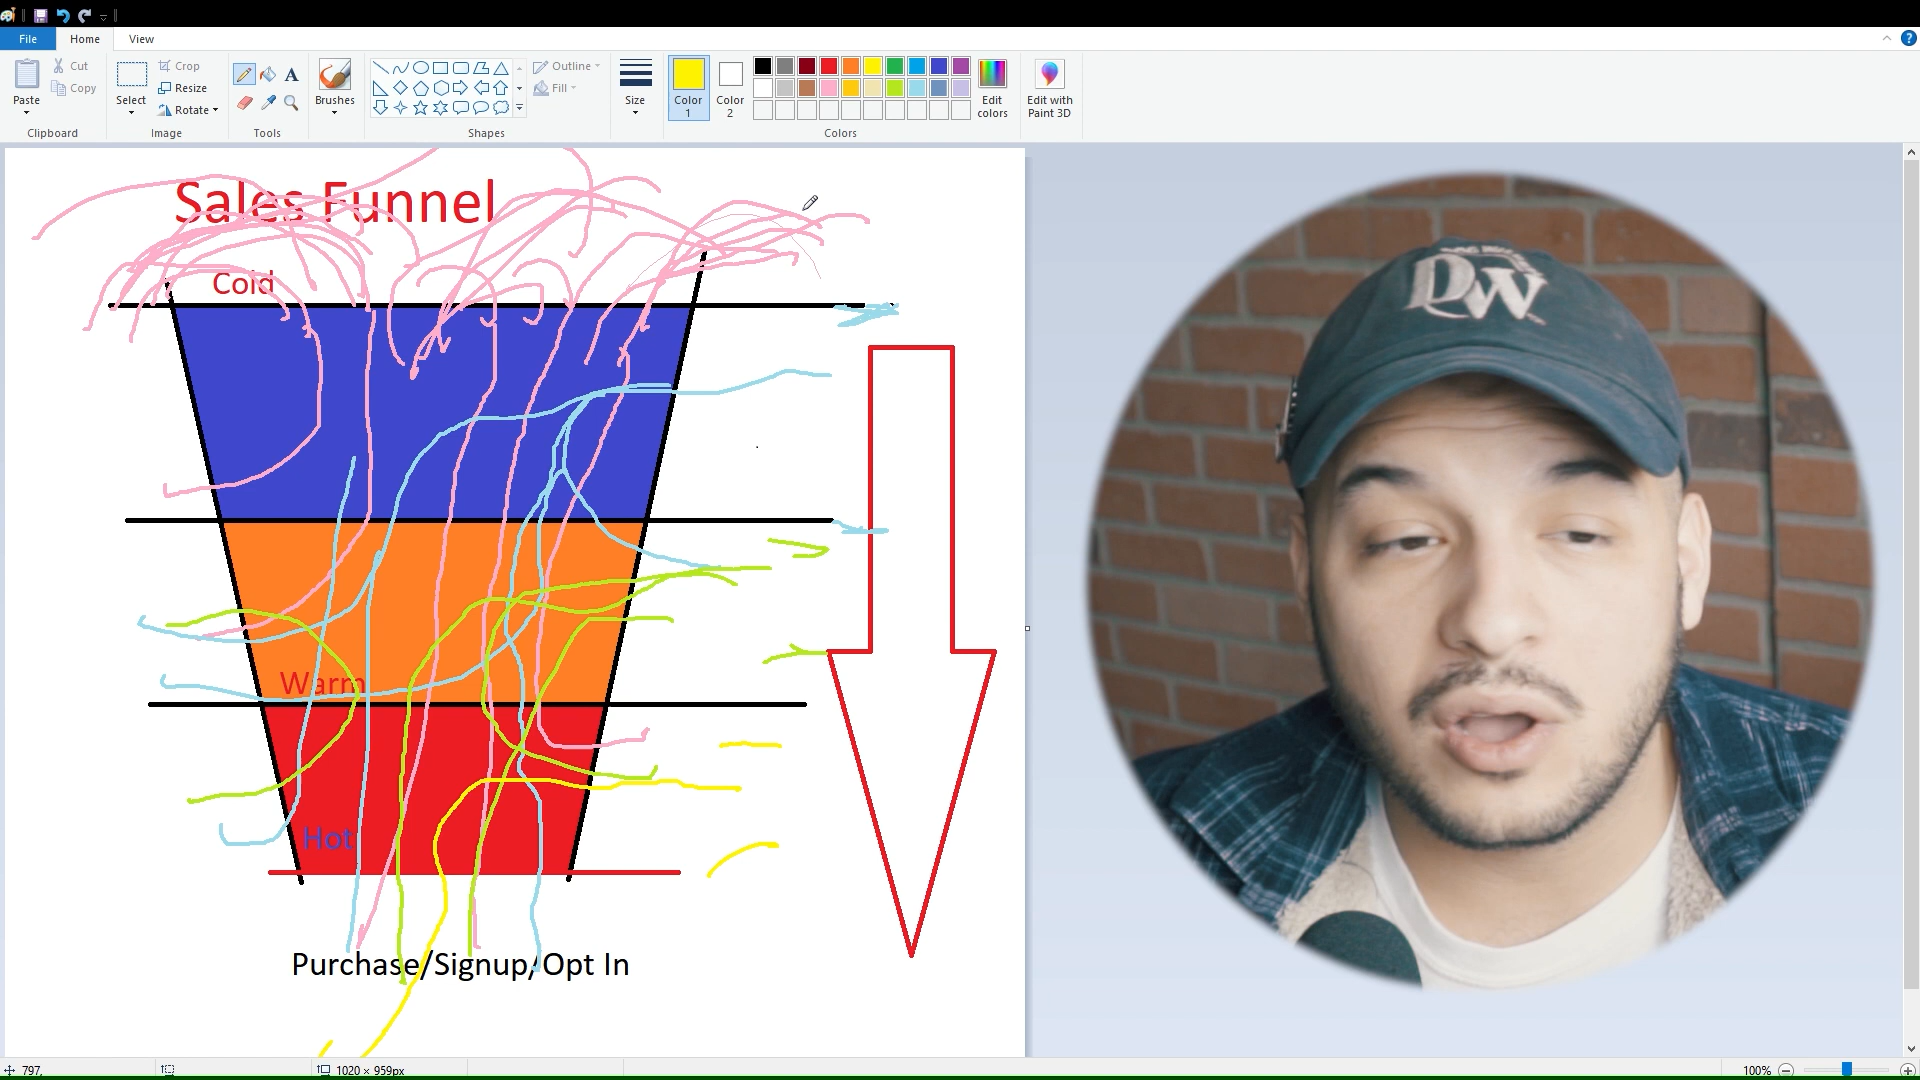 File Home View
Cut
Copy
Paste
Clipboard
Select
Crop
Resize
Rotate
Image
Tools
Brushes
Shapes
Outline
Fill
Size
Color 1
Color 2
Edit colors
Colors
Edit with Paint 3D
Sales Funnel
Cold
Warm
Hot
Purchase/Signup/Opt In
DW
797,
1020 × 959px
100%